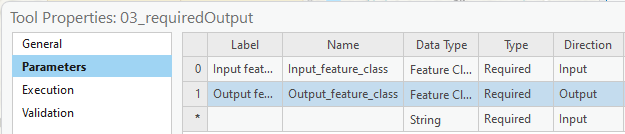 Tool Properties: 03_requiredOutput
General
Parameters
Execution
Validation
Label Name Data Type Type Direction
0 Input feat... Input_feature_class Feature Cl... Required Input
1 Output fe... Output_feature_class Feature Cl... Required Output
* String Required Input